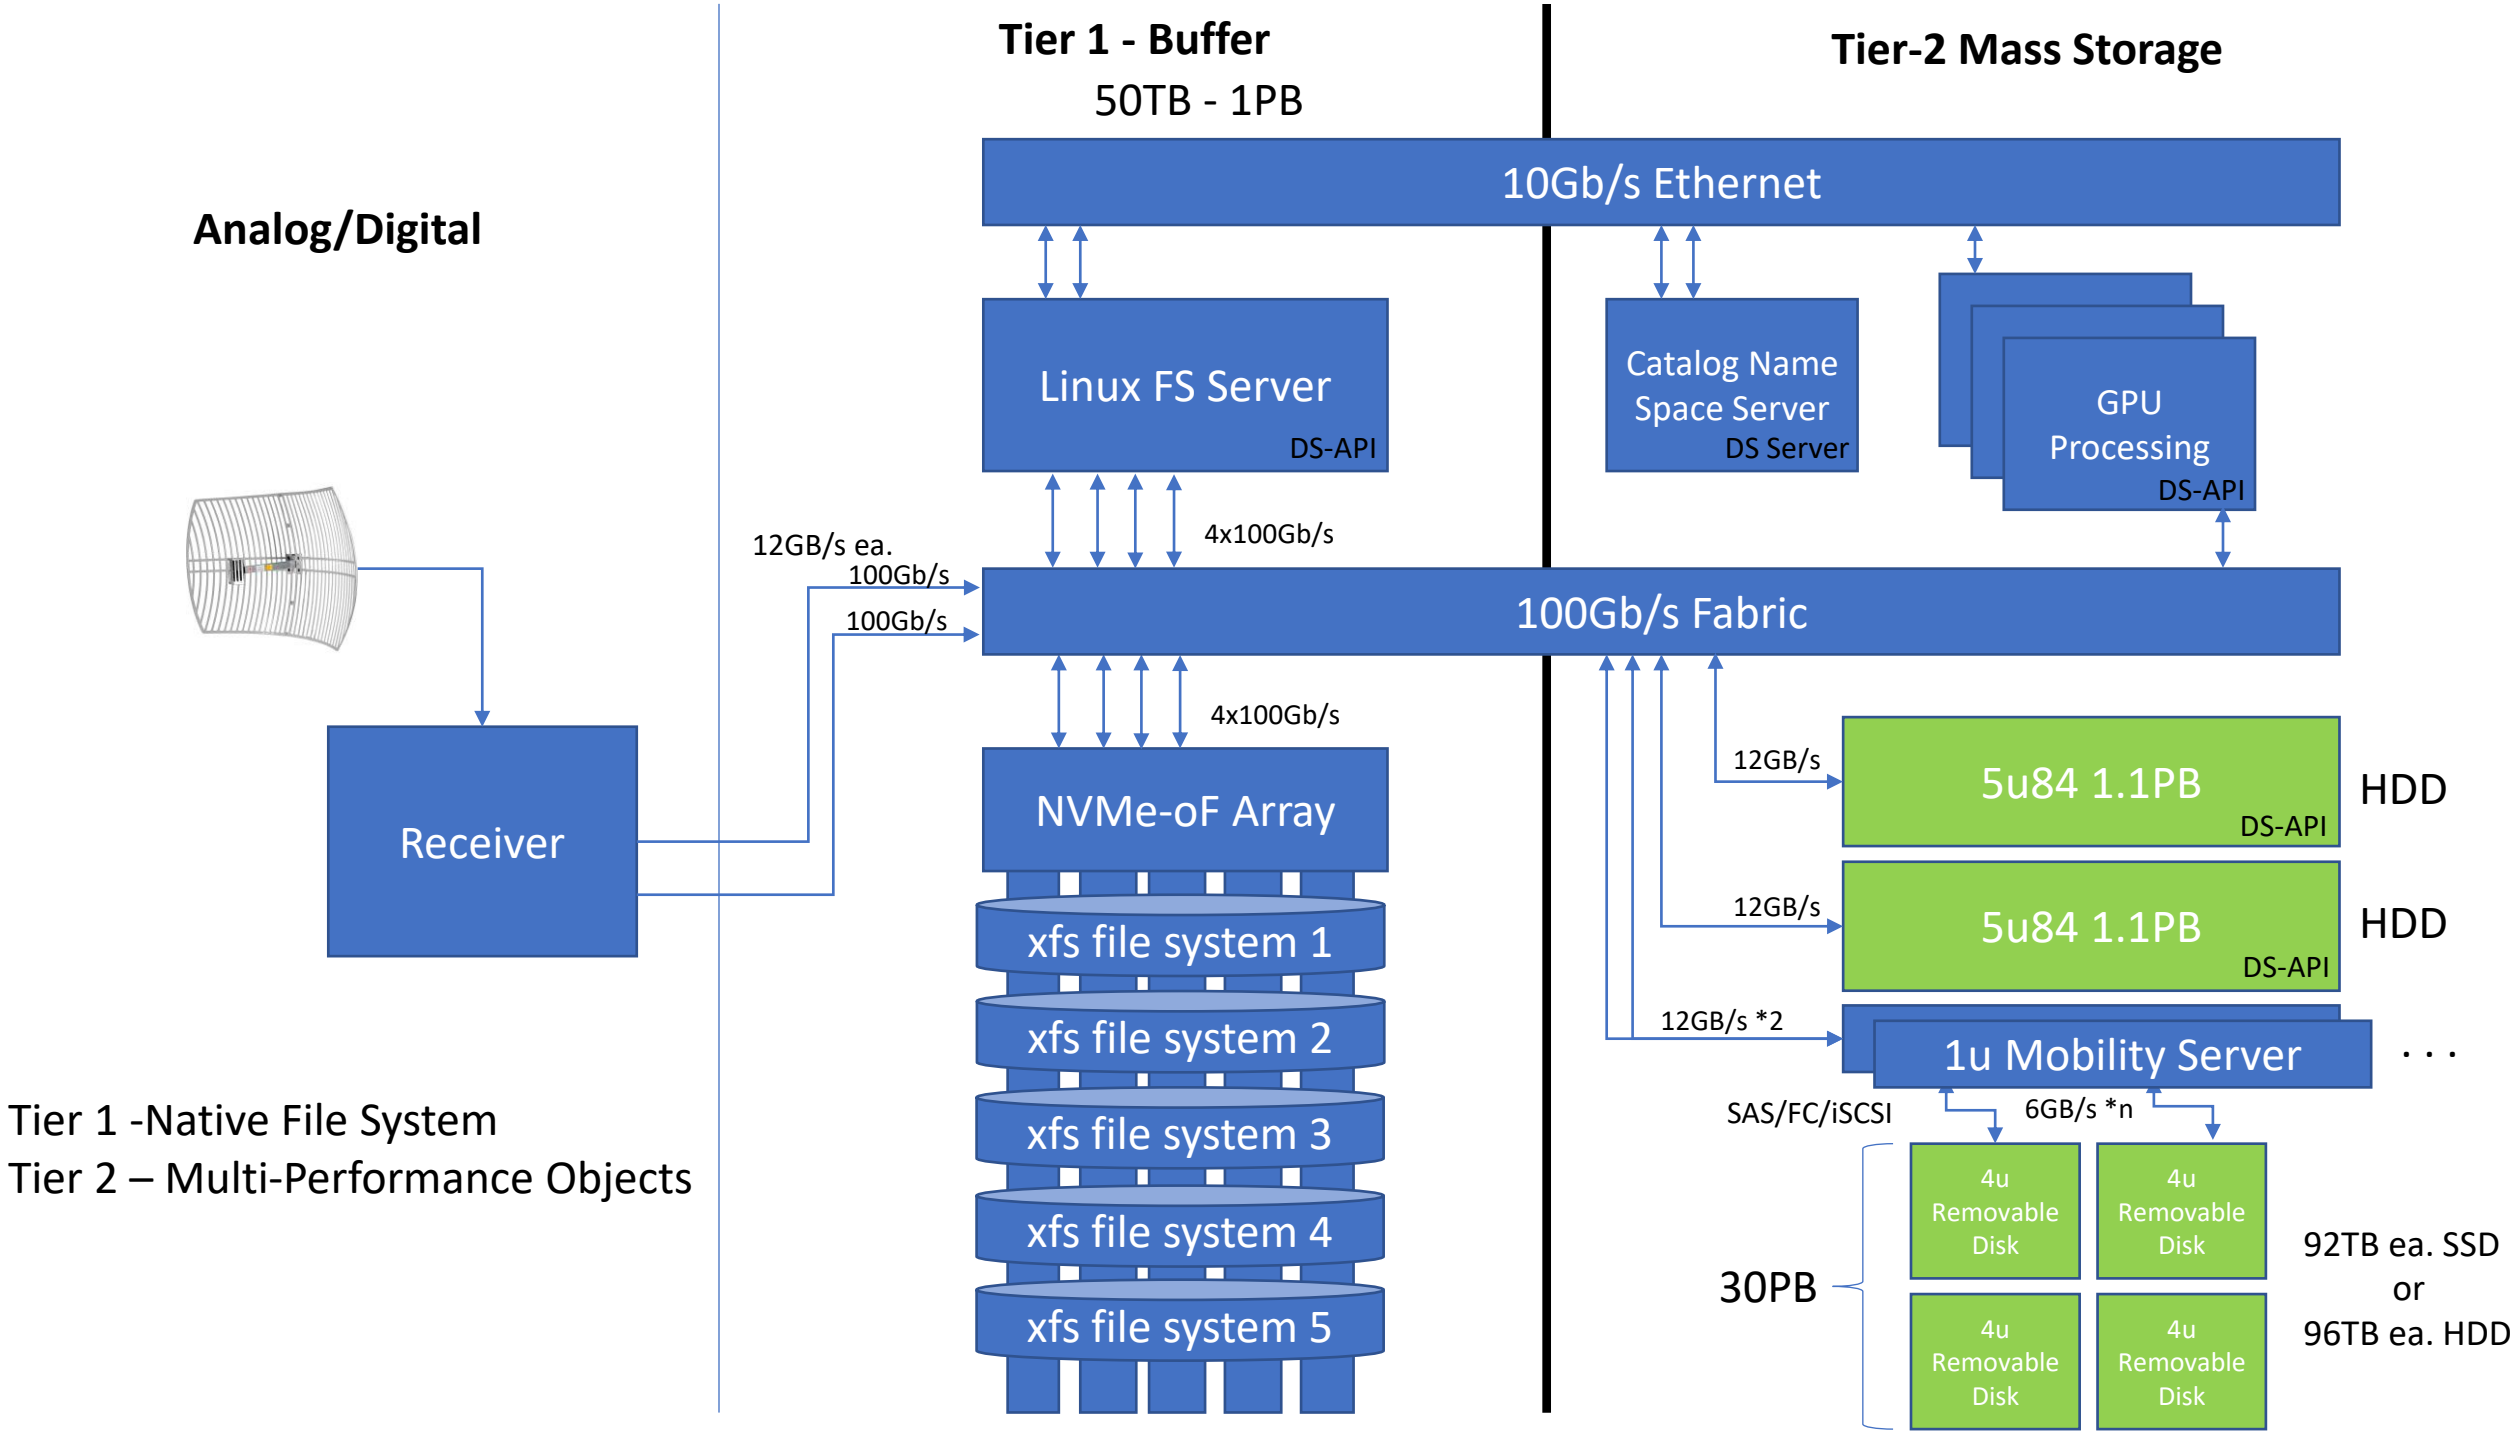 Tier 1 - Buffer
50TB - 1PB
Tier-2 Mass Storage
Analog/Digital
10Gb/s Ethernet
Linux FS Server
DS-API
Catalog Name
Space Server
DS Server
GPU
Processing
DS-API
12GB/s ea.
100Gb/s
100Gb/s
4x100Gb/s
100Gb/s Fabric
4x100Gb/s
Receiver
NVMe-oF Array
xfs file system 1
xfs file system 2
xfs file system 3
xfs file system 4
xfs file system 5
12GB/s
5u84 1.1PB
DS-API
HDD
12GB/s
5u84 1.1PB
DS-API
HDD
12GB/s *2
1u Mobility Server
. . .
SAS/FC/iSCSI
6GB/s *n
30PB
4u
Removable
Disk
4u
Removable
Disk
4u
Removable
Disk
4u
Removable
Disk
92TB ea. SSD
or
96TB ea. HDD
Tier 1 -Native File System
Tier 2 – Multi-Performance Objects